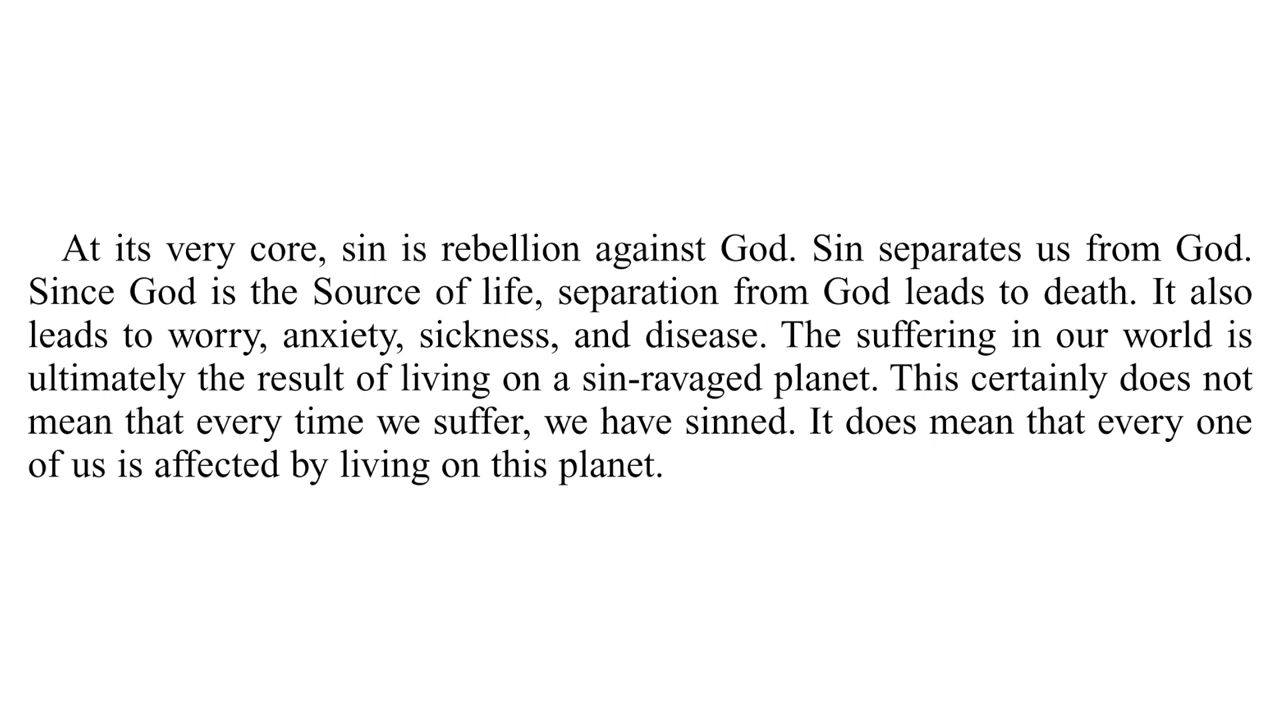 At its very core, sin is rebellion against God. Sin separates us from God.
Since God is the Source of life, separation from God leads to death. It also
leads to worry, anxiety, sickness, and disease. The suffering in our world is
ultimately the result of living on a sin-ravaged planet. This certainly does not
mean that every time we suffer, we have sinned. It does mean that every one
of us is affected by living on this planet.